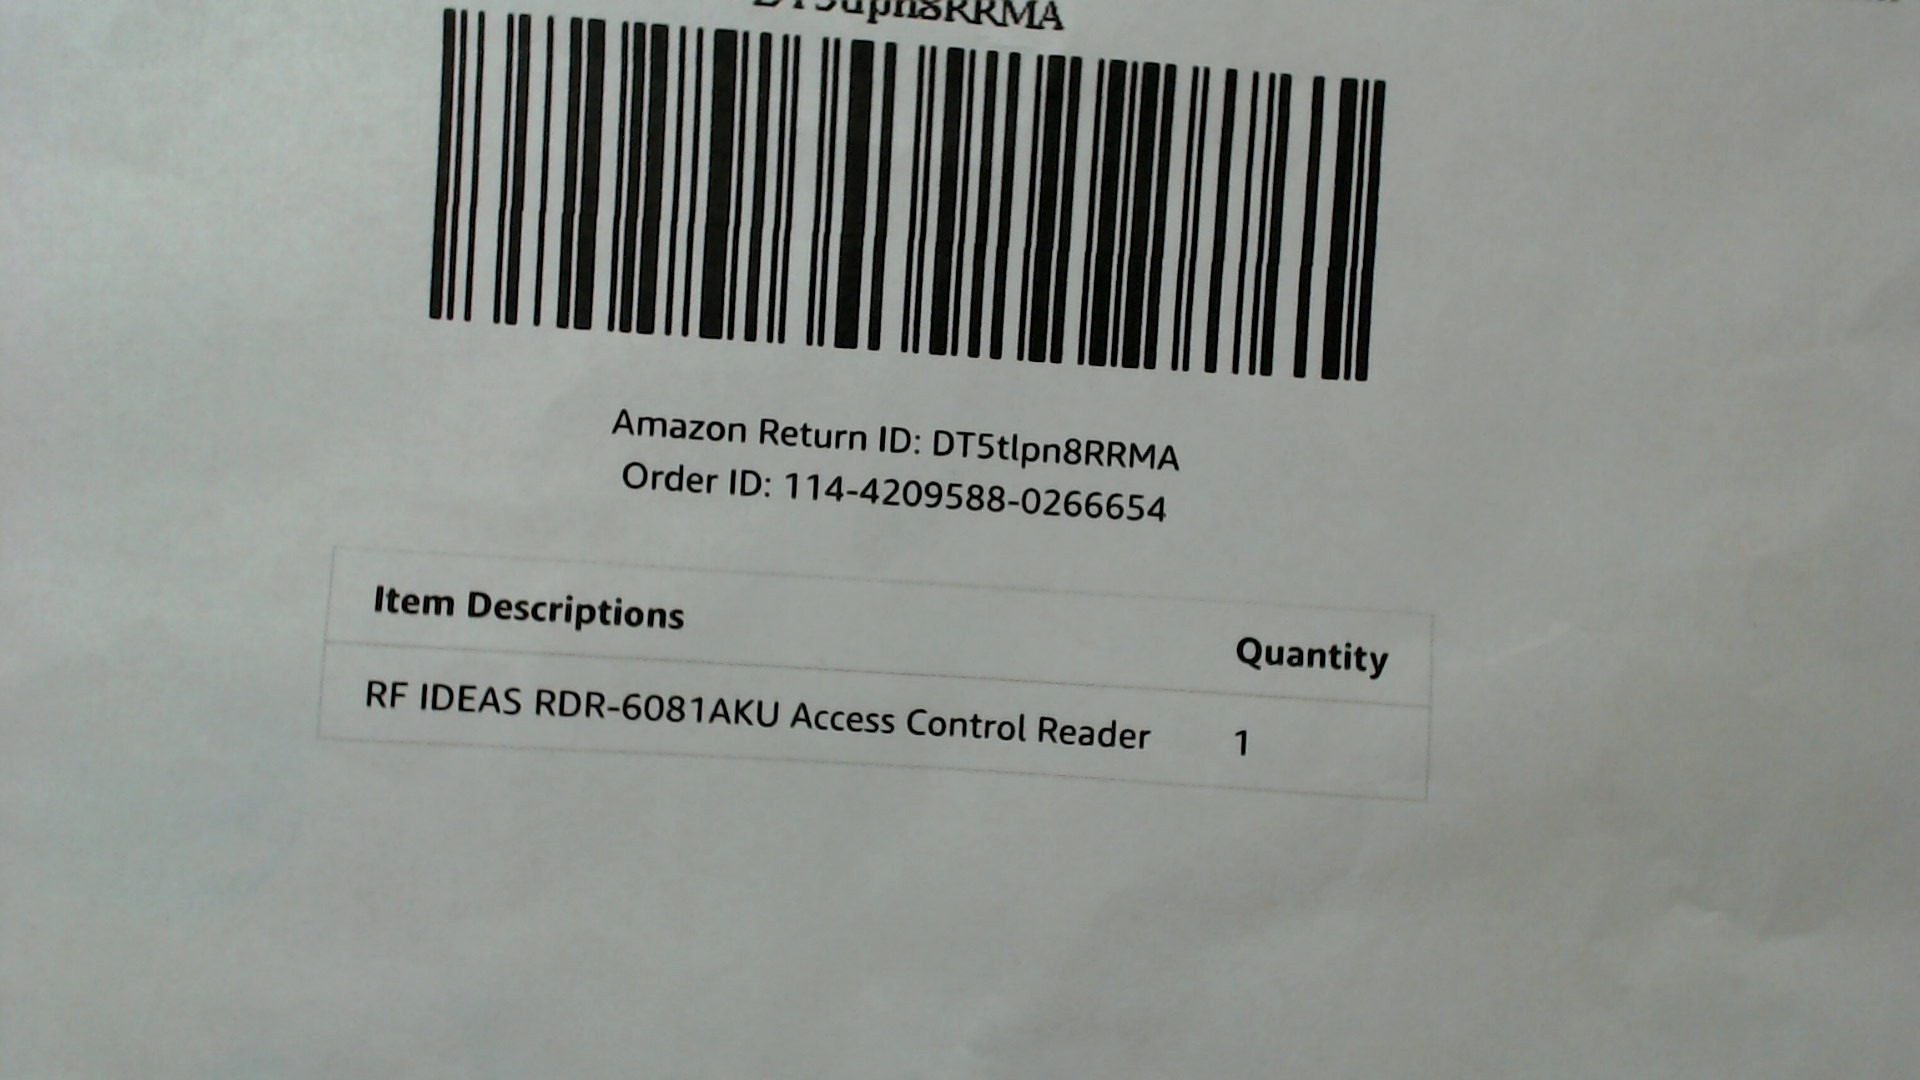 DT5tlpn8RRMA
Amazon Return ID: DT5tlpn8RRMA
Order ID: 114-4209588-0266654
Item Descriptions
Quantity
RF IDEAS RDR-6081AKU Access Control Reader
1